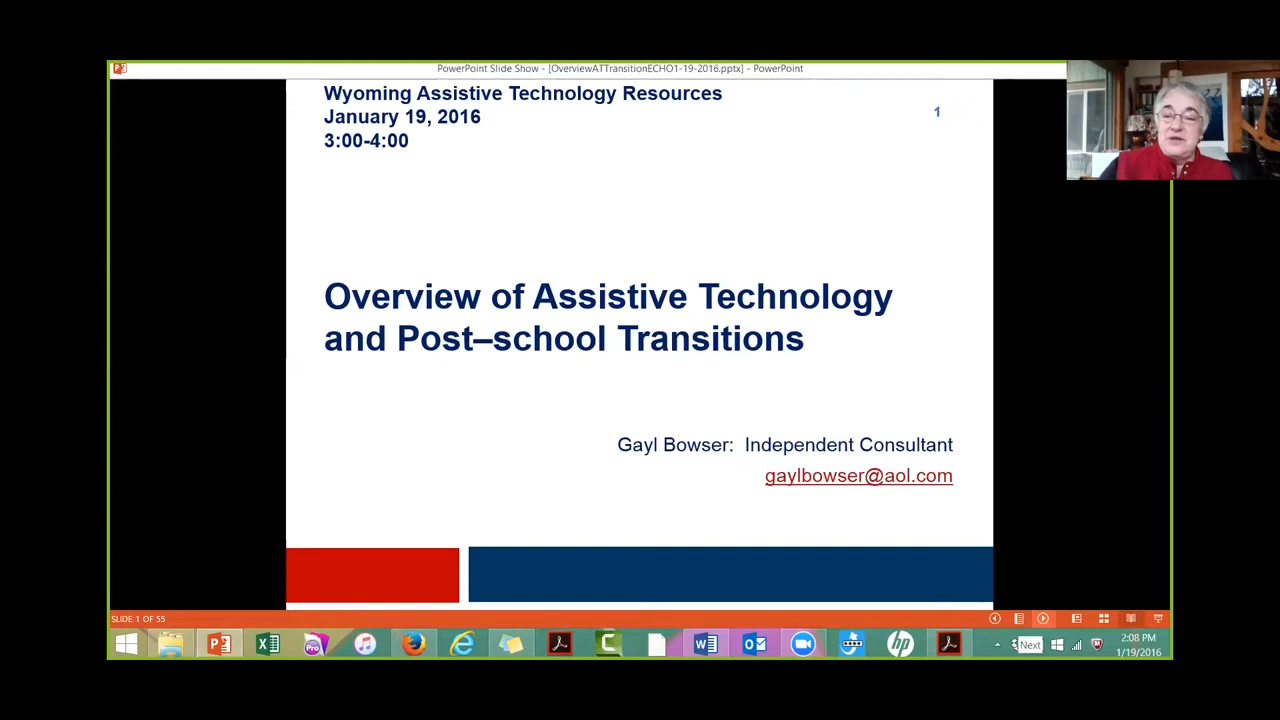 PowerPoint Slide Show - [OverviewATTransitionECHO1-19-2016.pptx] - PowerPoint
Wyoming Assistive Technology Resources
January 19, 2016
3:00-4:00
1
Overview of Assistive Technology
and Post–school Transitions
Gayl Bowser: Independent Consultant
gaylbowser@aol.com
SLIDE 1 OF 55
Pro
hp
Next
2:08 PM
1/19/2016